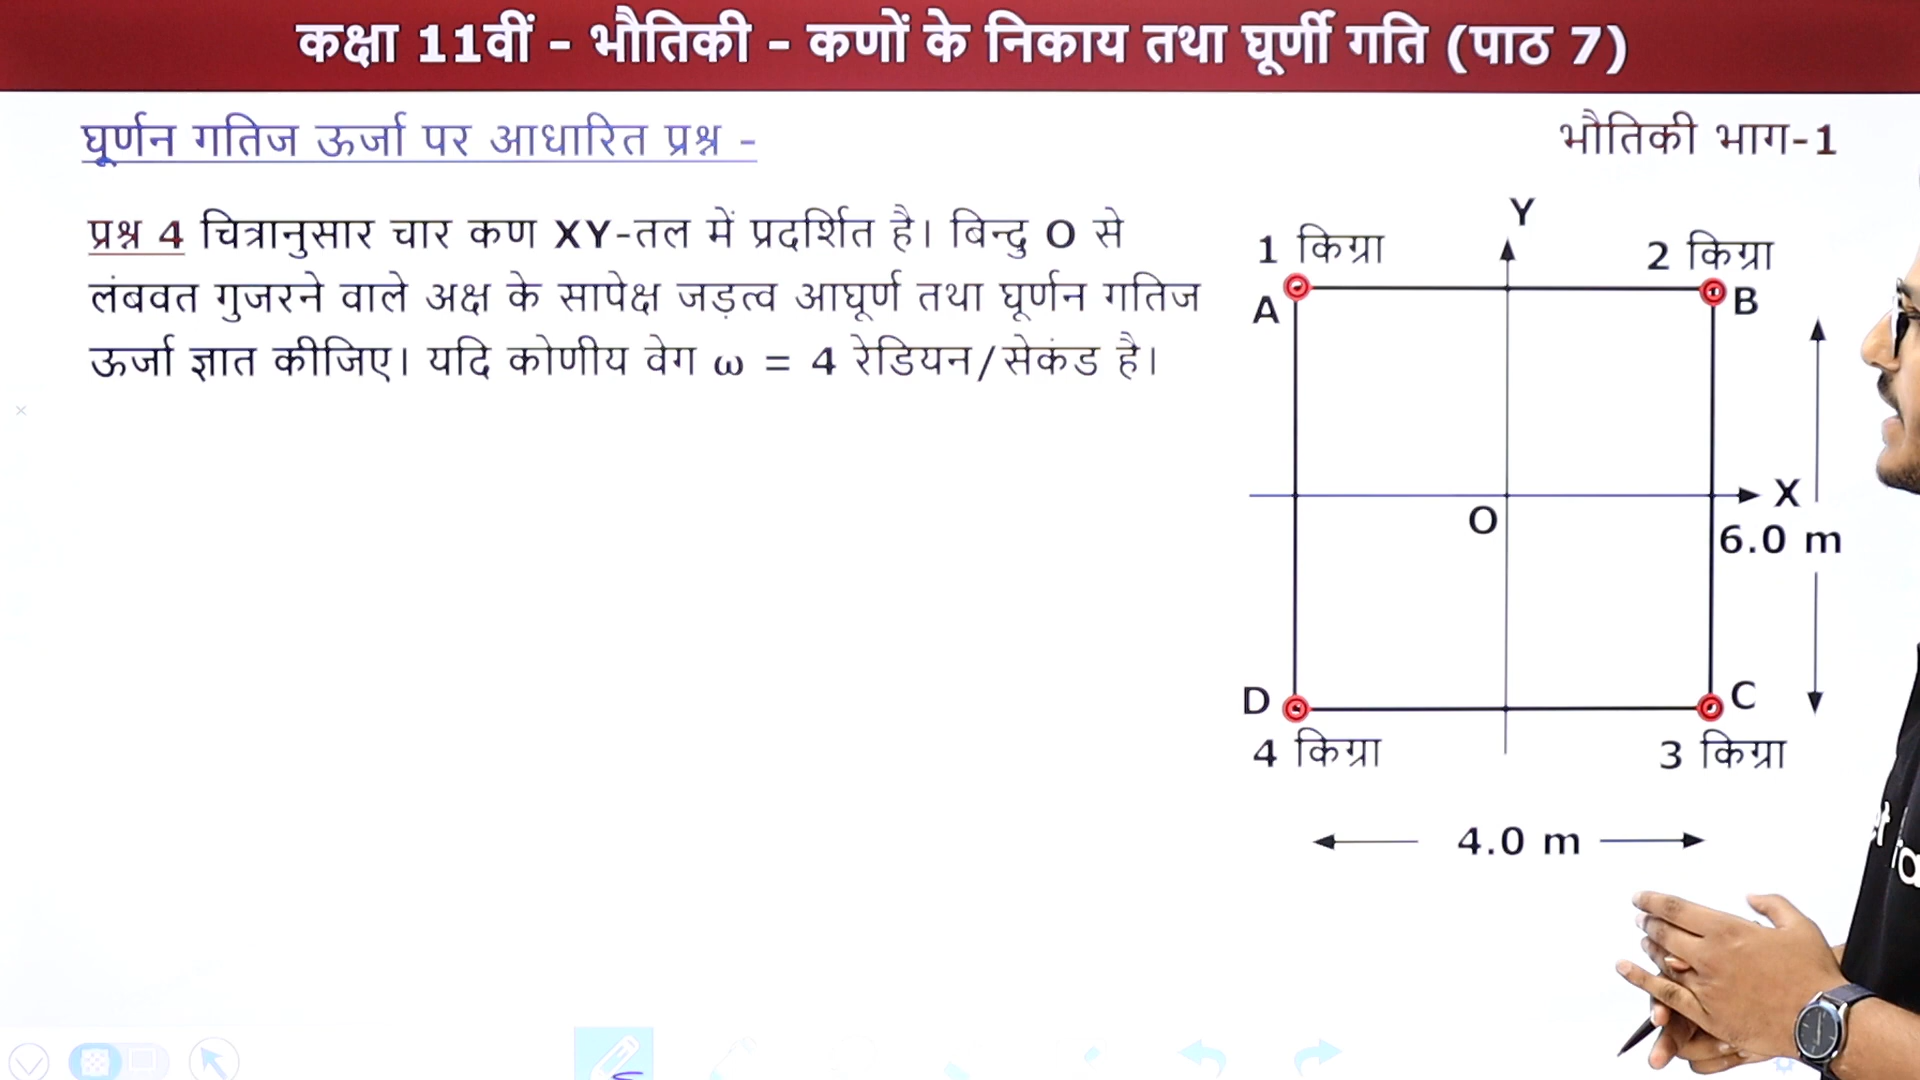 कक्षा 11वीं - भौतिकी - कणों के निकाय तथा घूर्णी गति (पाठ 7)
घूर्णन गतिज ऊर्जा पर आधारित प्रश्न -
भौतिकी भाग-1
प्रश्न 4 चित्रानुसार चार कण XY-तल में प्रदर्शित है। बिन्दु O से
लंबवत गुजरने वाले अक्ष के सापेक्ष जड़त्व आघूर्ण तथा घूर्णन गतिज
ऊर्जा ज्ञात कीजिए। यदि कोणीय वेग ω = 4 रेडियन/सेकंड है।
Y
1 किग्रा
2 किग्रा
A
B
X
O
6.0 m
D
C
4 किग्रा
3 किग्रा
4.0 m